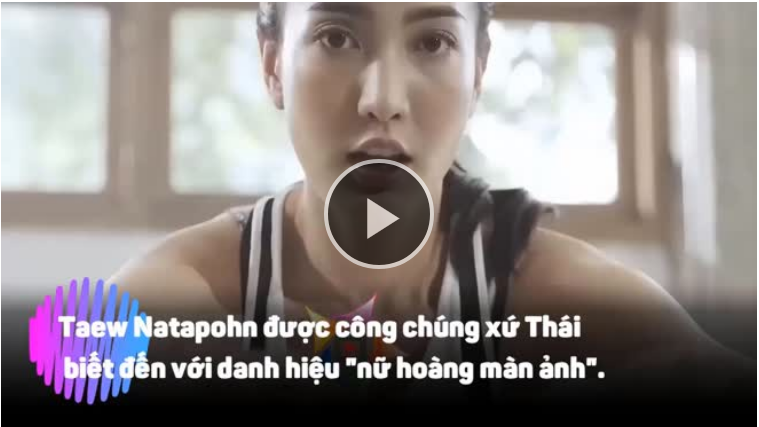 Taew Natapohn được công chúng xứ Thái
biết đến với danh hiệu "nữ hoàng màn ảnh".